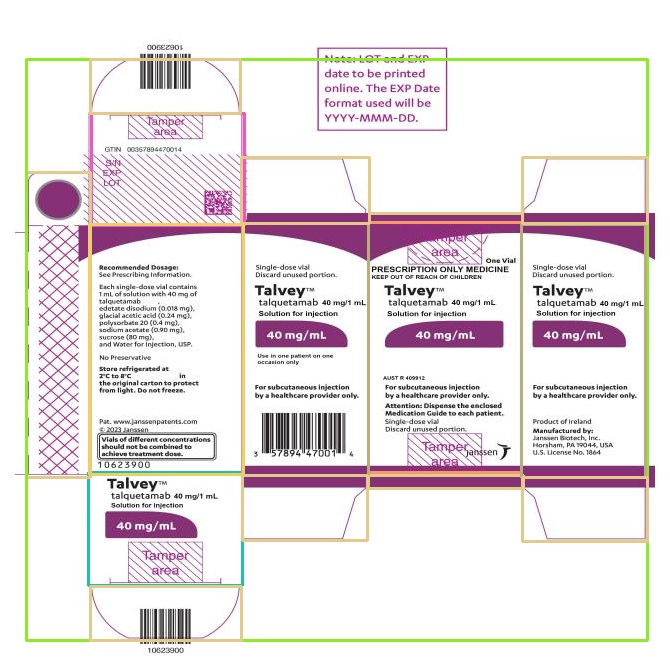 10623900
Note: LOT and EXP
date to be printed
online. The EXP Date
format used will be
YYYY-MMM-DD.
Tamper
area
GTIN 00357894470014
S/N
EXP
LOT
Recommended Dosage:
See Prescribing Information.
Each single-dose vial contains
1 mL of solution with 40 mg of
talquetamab ,
edetate disodium (0.018 mg),
glacial acetic acid (0.24 mg),
polysorbate 20 (0.4 mg),
sodium acetate (0.90 mg),
sucrose (80 mg),
and Water for Injection, USP.
No Preservative
Store refrigerated at
2°C to 8°C in
the original carton to protect
from light. Do not freeze.
Pat. www.janssenpatents.com
© 2023 Janssen
Vials of different concentrations
should not be combined to
achieve treatment dose.
10623900
Single-dose vial
Discard unused portion.
Talvey™
talquetamab 40 mg/1 mL
Solution for injection
40 mg/mL
Use in one patient on one
occasion only
For subcutaneous injection
by a healthcare provider only.
3 57894 47001 4
Tamper
area
One Vial
PRESCRIPTION ONLY MEDICINE
KEEP OUT OF REACH OF CHILDREN
Talvey™
talquetamab 40 mg/1 mL
Solution for injection
40 mg/mL
AUST R 409912
For subcutaneous injection
by a healthcare provider only.
Attention: Dispense the enclosed
Medication Guide to each patient.
Single-dose vial
Discard unused portion.
Tamper
area
janssen
Single-dose vial
Discard unused portion.
Talvey™
talquetamab 40 mg/1 mL
Solution for injection
40 mg/mL
For subcutaneous injection
by a healthcare provider only.
Product of Ireland
Manufactured by:
Janssen Biotech, Inc.
Horsham, PA 19044, USA
U.S. License No. 1864
Talvey™
talquetamab 40 mg/1 mL
Solution for injection
40 mg/mL
Tamper
area
10623900